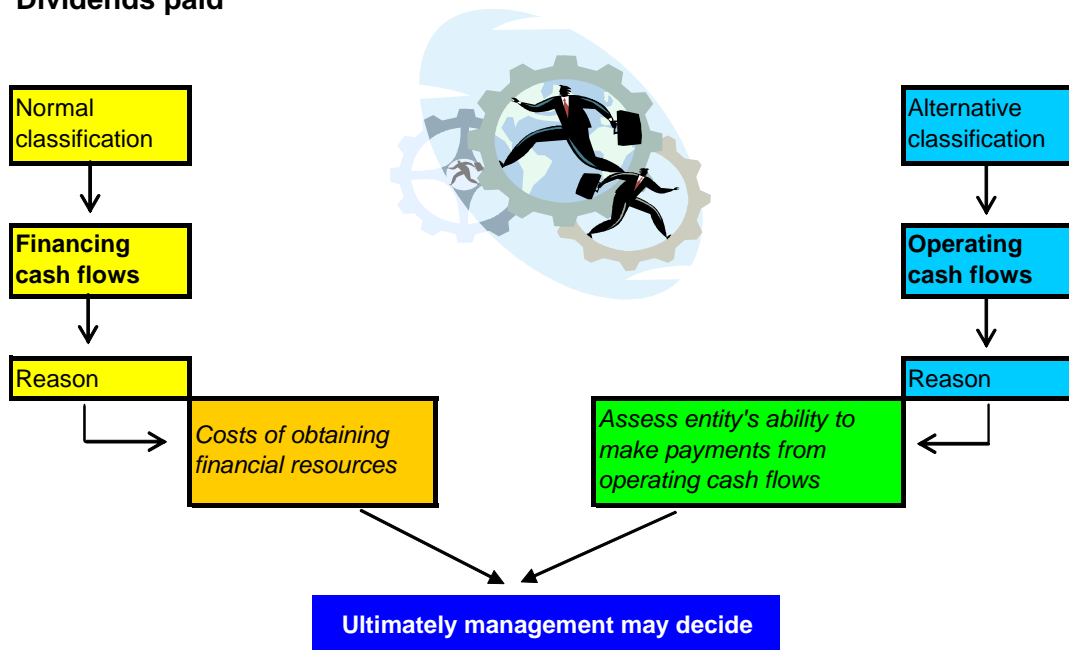 Dividends paid
Normal
classification
Financing
cash flows
Reason
Costs of obtaining
financial resources
Alternative
classification
Operating
cash flows
Reason
Assess entity's ability to
make payments from
operating cash flows
Ultimately management may decide